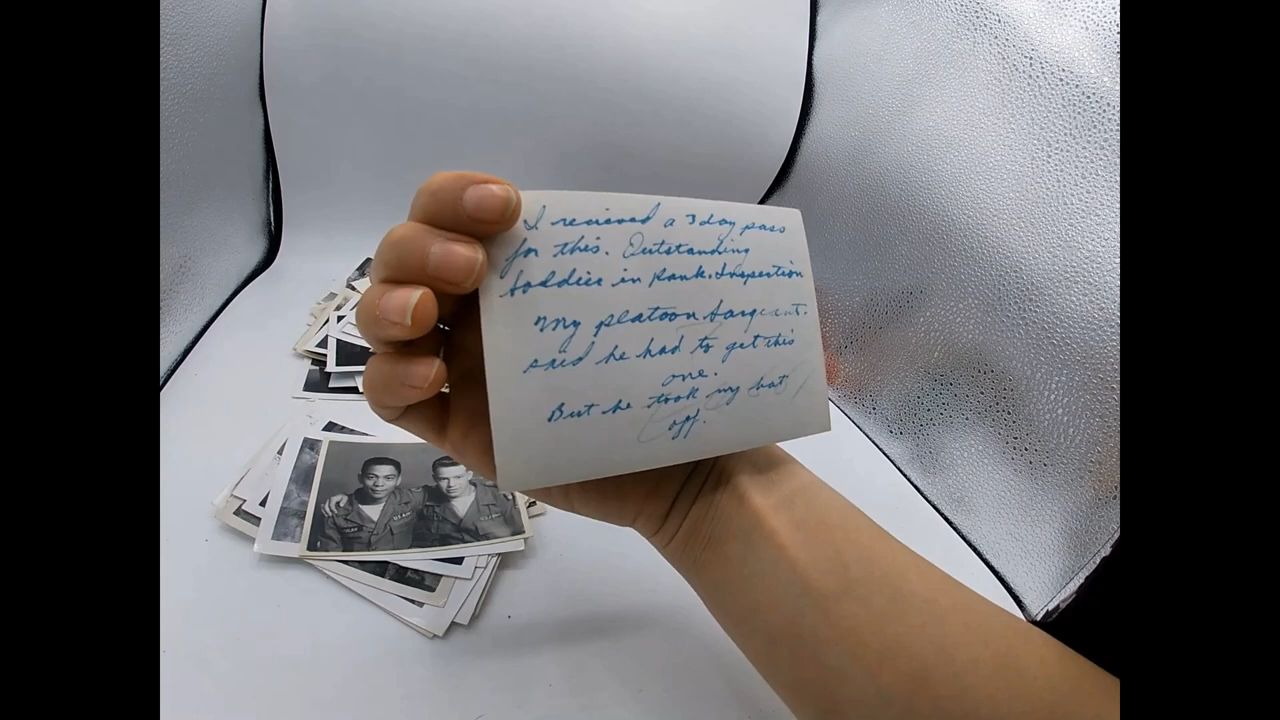 I recieved a 3 day pass
for this. Outstanding
Soldier in Rank. Inspection
My platoon Sargeant.
said he had to get this
one.
But he took my hat
off.